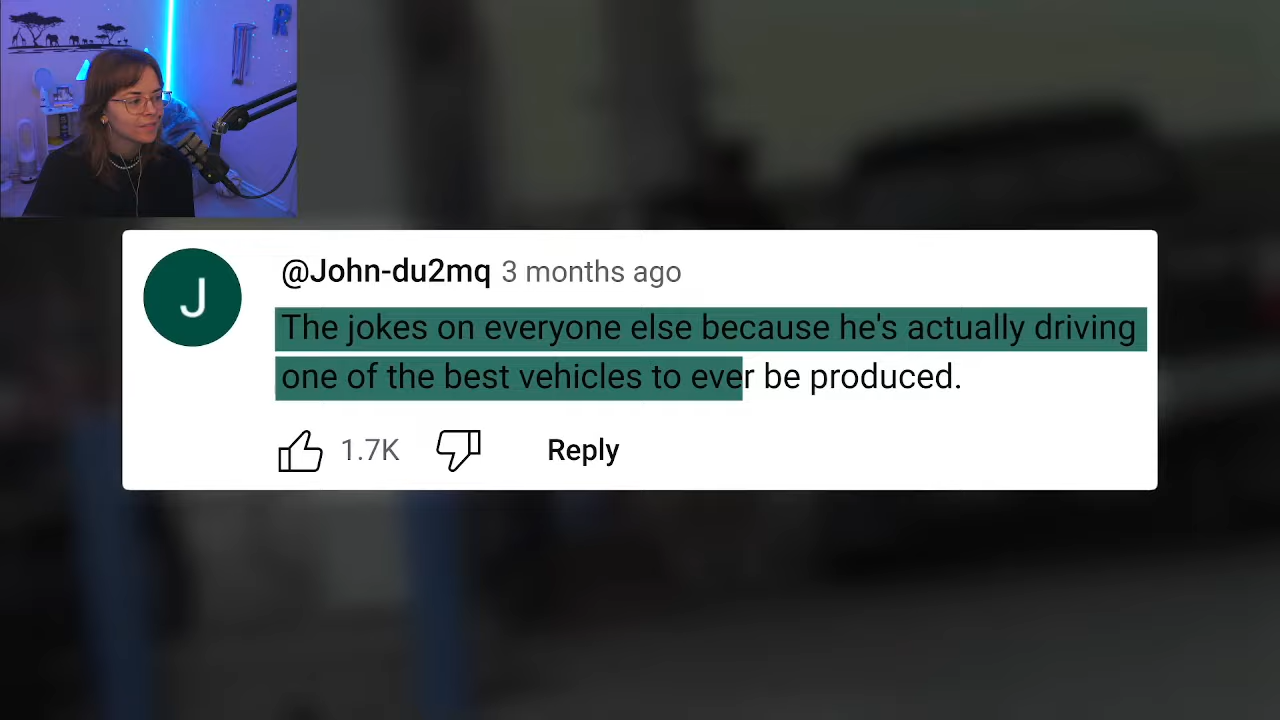 R
J
@John-du2mq 3 months ago
The jokes on everyone else because he's actually driving
one of the best vehicles to ever be produced.
1.7K
Reply